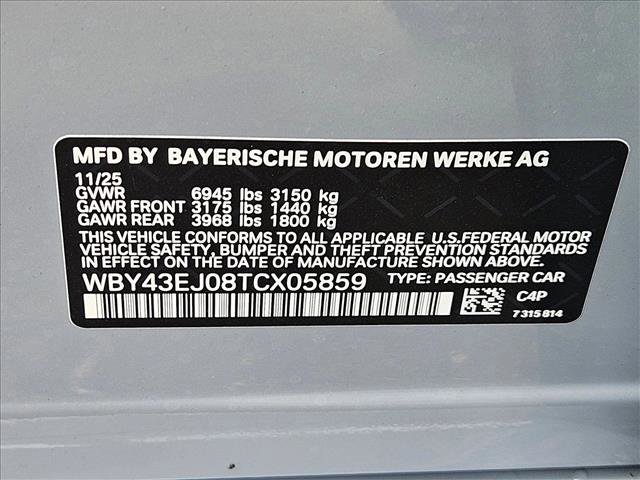 MFD BY BAYERISCHE MOTOREN WERKE AG
11/25
GVWR 6945 lbs 3150 kg
GAWR FRONT 3175 lbs 1440 kg
GAWR REAR 3968 lbs 1800 kg
THIS VEHICLE CONFORMS TO ALL APPLICABLE U.S.FEDERAL MOTOR
VEHICLE SAFETY, BUMPER, AND THEFT PREVENTION STANDARDS
IN EFFECT ON THE DATE OF MANUFACTURE SHOWN ABOVE.
WBY43EJ08TCX05859 TYPE: PASSENGER CAR
C4P
7315814